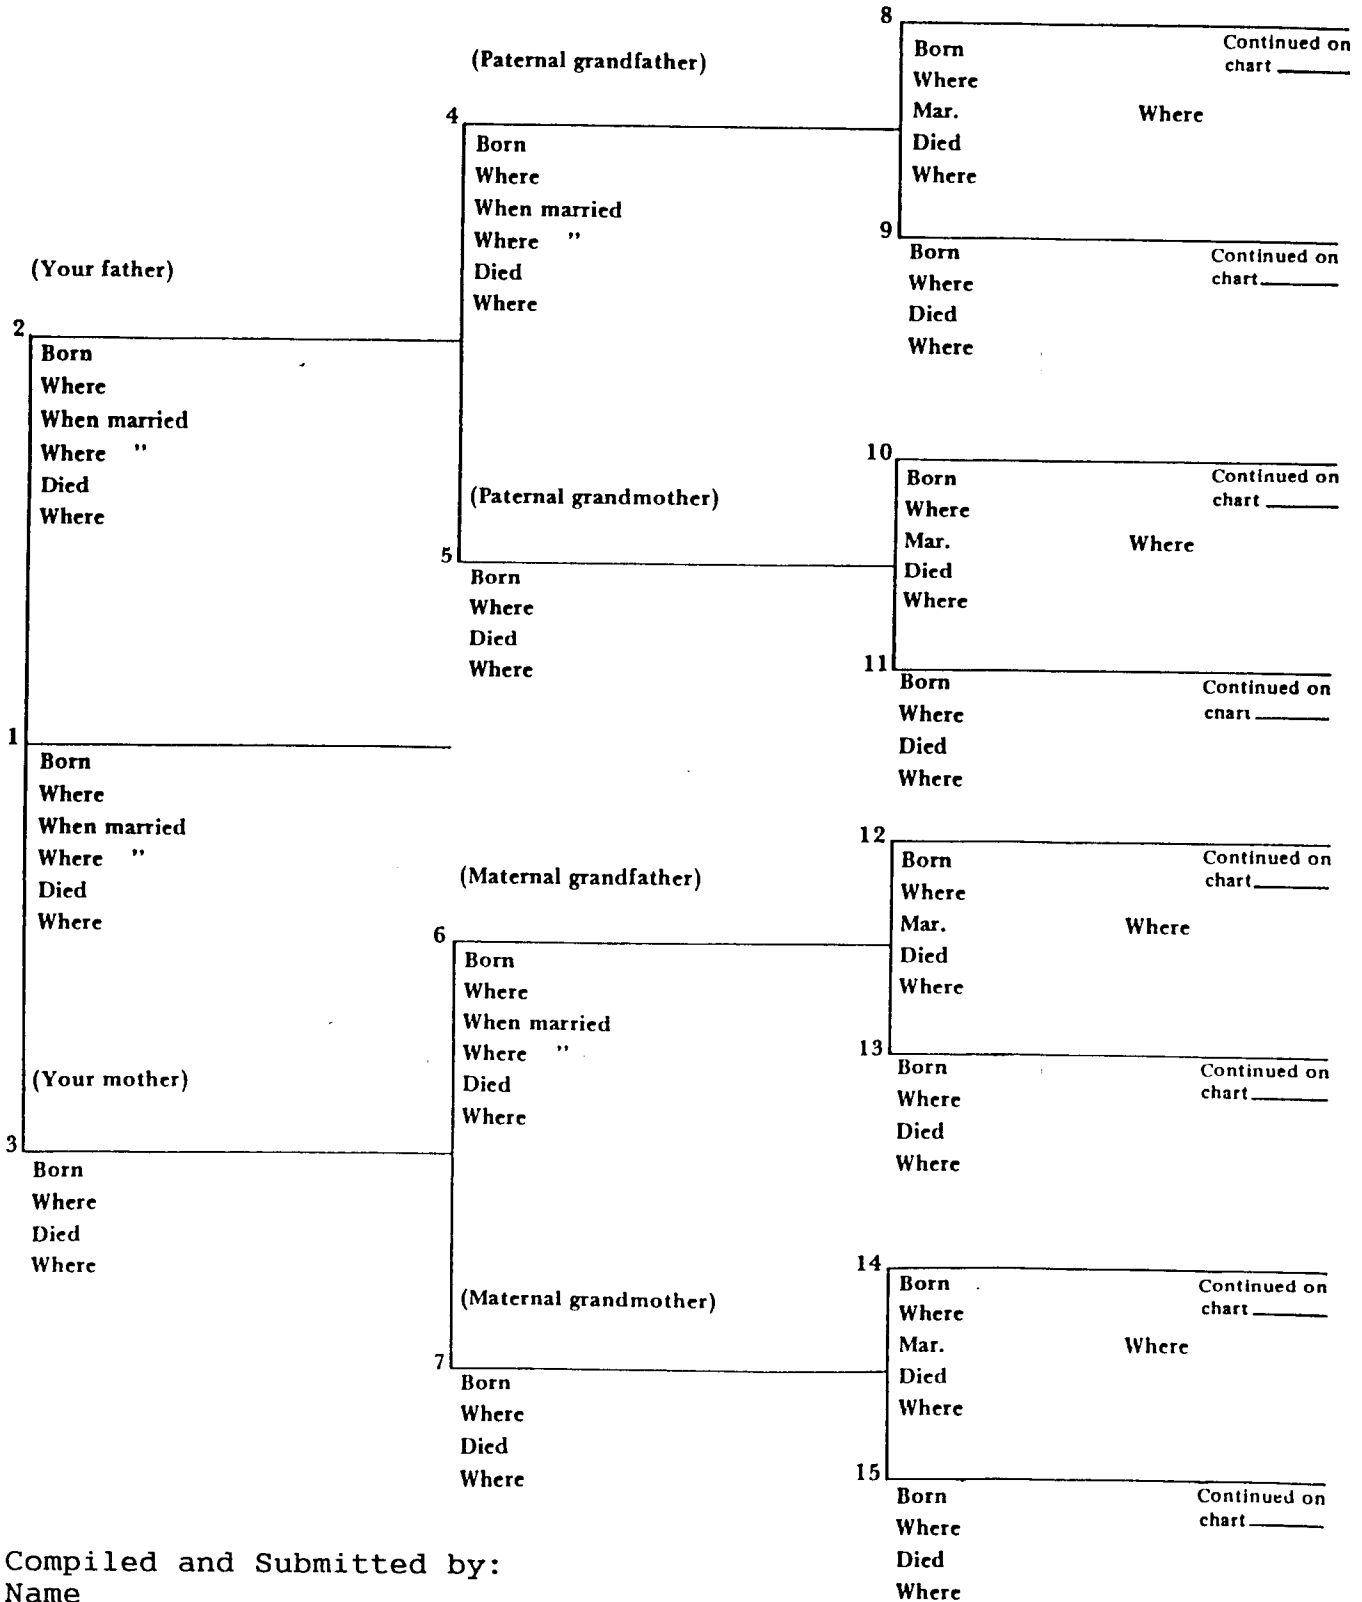 8
Born
Continued on
chart
Where
Mar. Where
Died
Where
9
Born
Continued on
chart
Where
Died
Where
(Paternal grandfather)
4
Born
Where
When married
Where "
Died
Where
(Your father)
2
Born
Where
When married
Where "
Died
Where
(Paternal grandmother)
5
Born
Where
Died
Where
10
Born
Continued on
chart
Where
Mar. Where
Died
Where
11
Born
Continued on
chart
Where
Died
Where
1
Born
Where
When married
Where "
Died
Where
(Maternal grandfather)
6
Born
Where
When married
Where "
Died
Where
12
Born
Continued on
chart
Where
Mar. Where
Died
Where
13
Born
Continued on
chart
Where
Died
Where
(Your mother)
3
Born
Where
Died
Where
(Maternal grandmother)
7
Born
Where
Died
Where
14
Born
Continued on
chart
Where
Mar. Where
Died
Where
15
Born
Continued on
chart
Where
Died
Where
Compiled and Submitted by:
Name